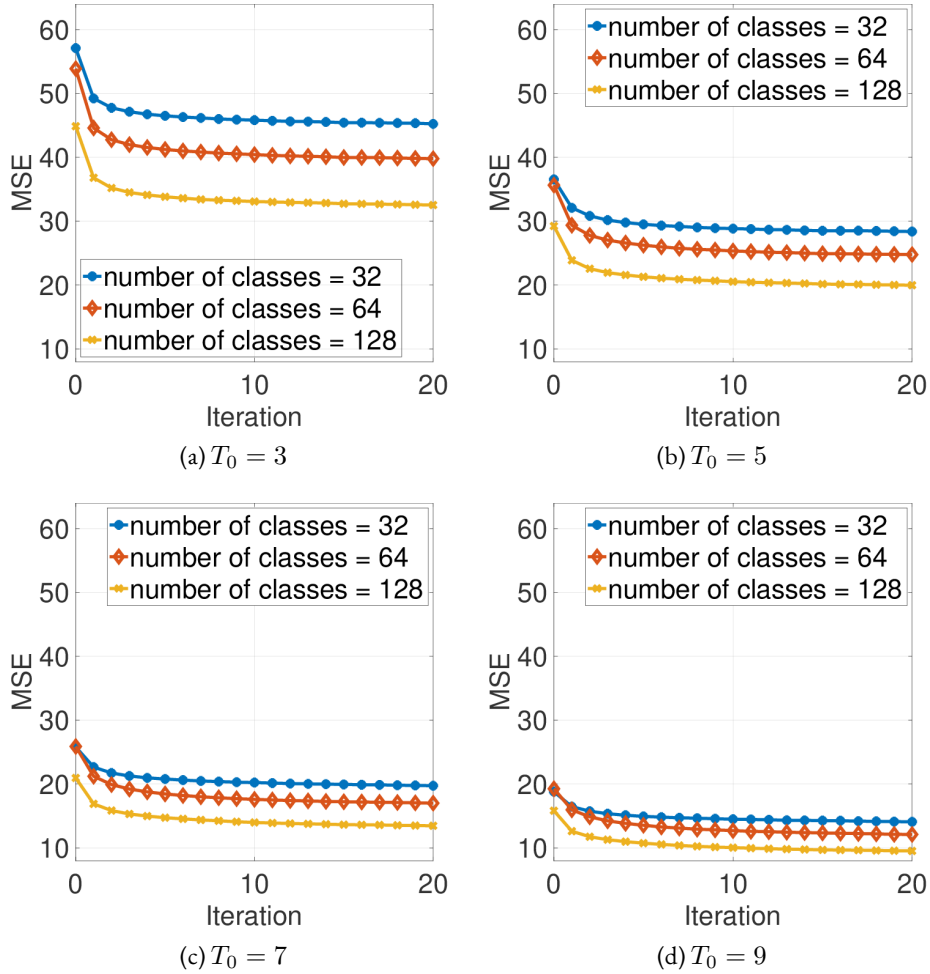 60
50
40
30
20
10
MSE
number of classes = 32
number of classes = 64
number of classes = 128
0
10
20
Iteration
(a) T₀ = 3
60
50
40
30
20
10
MSE
number of classes = 32
number of classes = 64
number of classes = 128
0
10
20
Iteration
(b) T₀ = 5
60
50
40
30
20
10
MSE
number of classes = 32
number of classes = 64
number of classes = 128
0
10
20
Iteration
(c) T₀ = 7
60
50
40
30
20
10
MSE
number of classes = 32
number of classes = 64
number of classes = 128
0
10
20
Iteration
(d) T₀ = 9